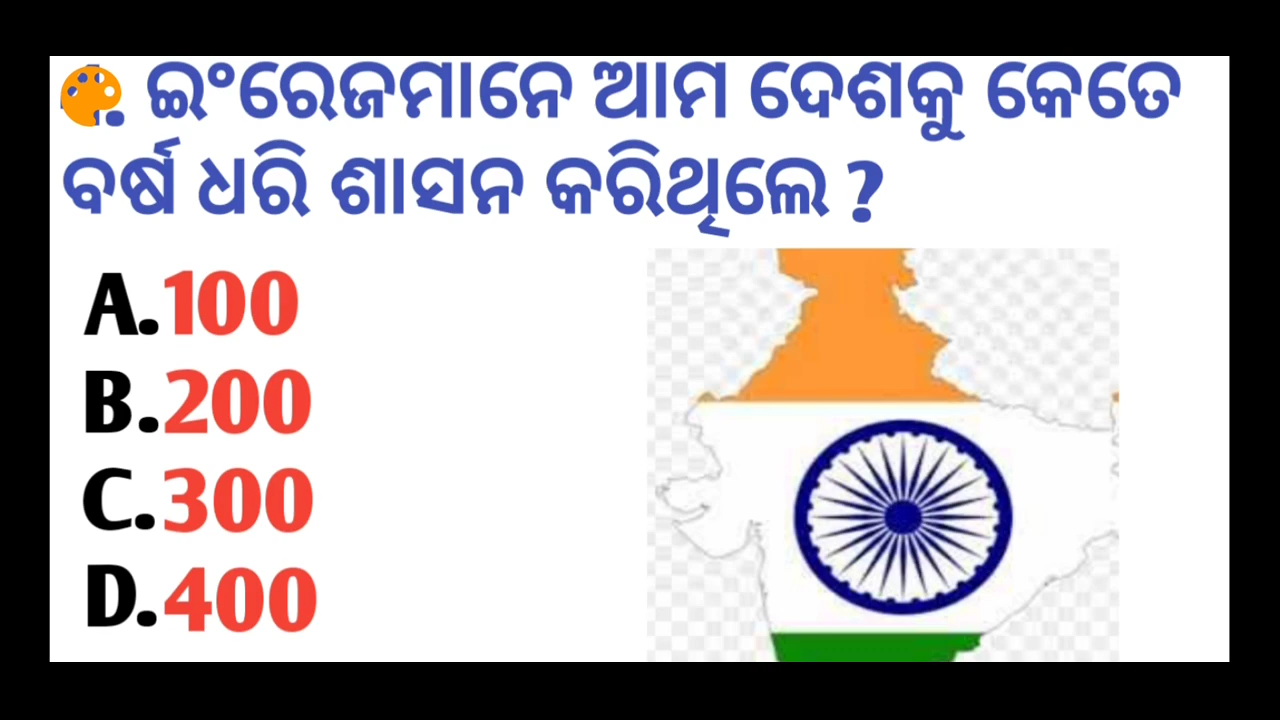 ଇଂରେଜମାନେ ଆମ ଦେଶକୁ କେତେ
ବର୍ଷ ଧରି ଶାସନ କରିଥିଲେ ?
A.100
B.200
C.300
D.400